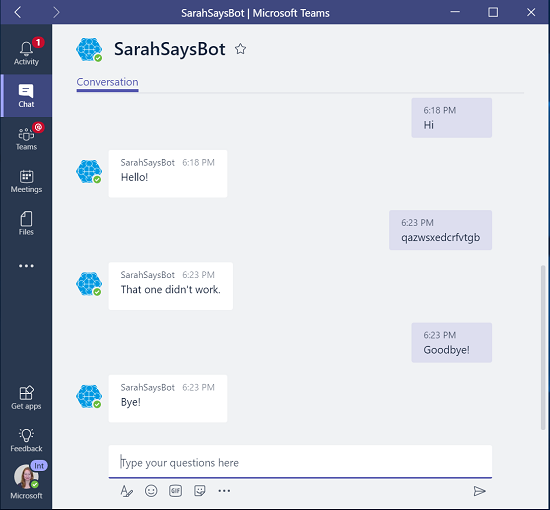 SarahSaysBot | Microsoft Teams
1
Activity
Chat
@
Teams
Meetings
Files
Get apps
Feedback
Int
Microsoft
SarahSaysBot
Conversation
6:18 PM
Hi
SarahSaysBot 6:18 PM
Hello!
6:23 PM
qazwsxedcrfvtgb
SarahSaysBot 6:23 PM
That one didn't work.
6:23 PM
Goodbye!
SarahSaysBot 6:23 PM
Bye!
Type your questions here
GIF